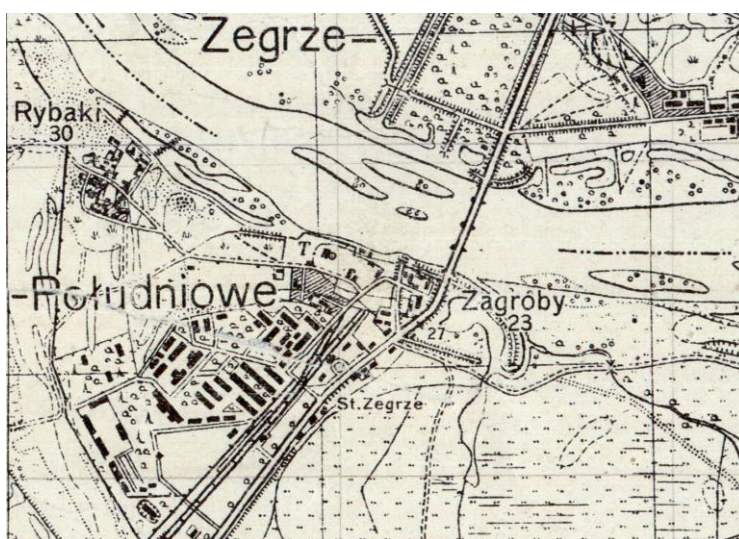 Zegrze—
Rybaki
30
T.
-Południowe
Zagroby
23
27
St. Zegrze